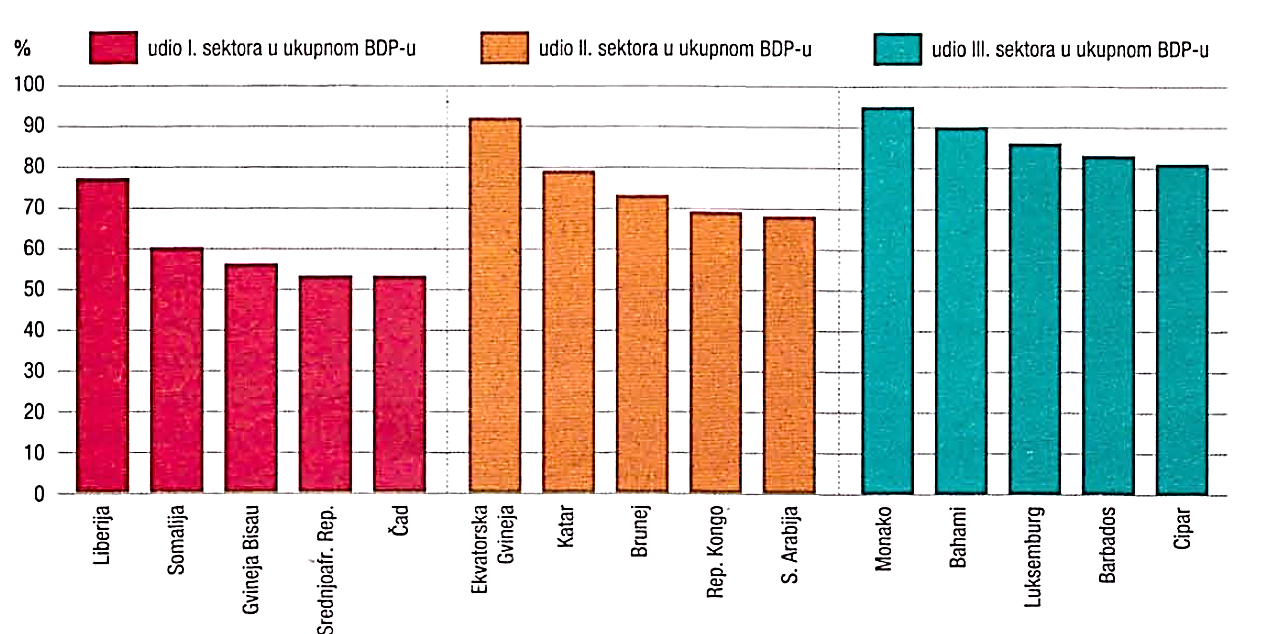 %
udio I. sektora u ukupnom BDP-u
udio II. sektora u ukupnom BDP-u
udio III. sektora u ukupnom BDP-u
100
90
80
70
60
50
40
30
20
10
0
Liberija
Somalija
Gvineja Bisau
Srednjoafr. Rep.
Čad
Ekvatorska
Gvineja
Katar
Brunej
Rep. Kongo
S. Arabija
Monako
Bahami
Luksemburg
Barbados
Cipar